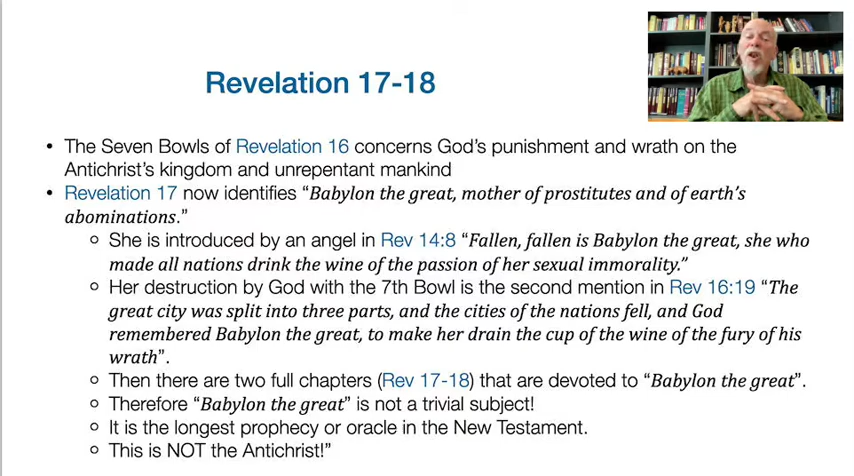 Revelation 17-18
• The Seven Bowls of Revelation 16 concerns God's punishment and wrath on the
Antichrist's kingdom and unrepentant mankind
• Revelation 17 now identifies "Babylon the great, mother of prostitutes and of earth's
abominations."
○ She is introduced by an angel in Rev 14:8 "Fallen, fallen is Babylon the great, she who
made all nations drink the wine of the passion of her sexual immorality."
○ Her destruction by God with the 7th Bowl is the second mention in Rev 16:19 "The
great city was split into three parts, and the cities of the nations fell, and God
remembered Babylon the great, to make her drain the cup of the wine of the fury of his
wrath".
○ Then there are two full chapters (Rev 17-18) that are devoted to "Babylon the great".
○ Therefore "Babylon the great" is not a trivial subject!
○ It is the longest prophecy or oracle in the New Testament.
○ This is NOT the Antichrist!"